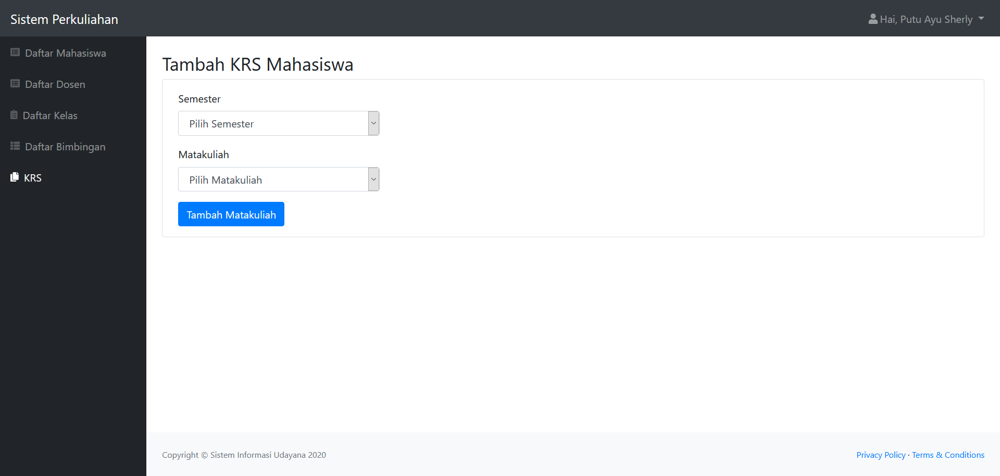 Sistem Perkuliahan
Hai, Putu Ayu Sherly
Daftar Mahasiswa
Daftar Dosen
Daftar Kelas
Daftar Bimbingan
KRS
Tambah KRS Mahasiswa
Semester
Pilih Semester
Matakuliah
Pilih Matakuliah
Tambah Matakuliah
Copyright © Sistem Informasi Udayana 2020
Privacy Policy · Terms & Conditions